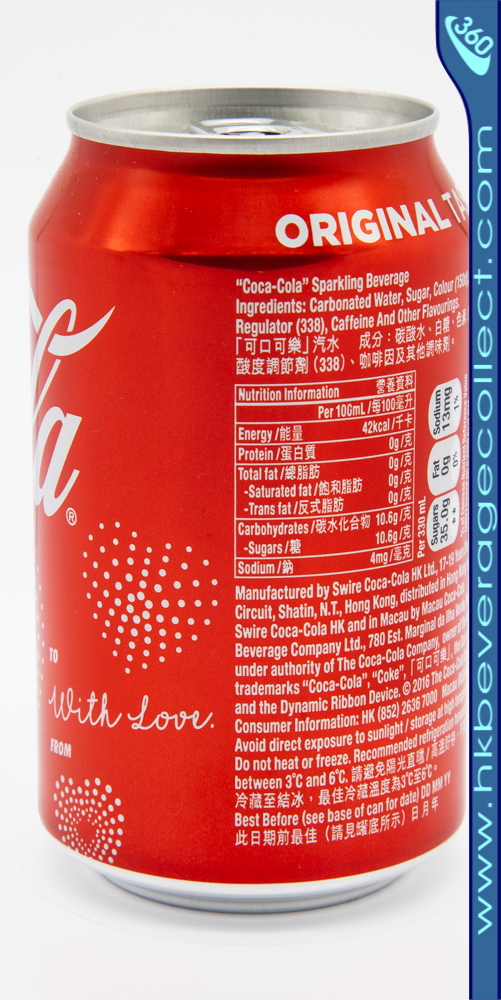 360
www.hkbeveragecollect.com
ORIGINAL TA
la®
TO
With Love.
FROM
“Coca-Cola” Sparkling Beverage
Ingredients: Carbonated Water, Sugar, Colour (150d
Regulator (338), Caffeine And Other Flavourings.
「可口可樂」汽水 成分：碳酸水、白糖、色素
酸度調節劑 (338)、咖啡因及其他調味劑。
Nutrition Information 營養資料
Per 100mL /每100毫升
Energy /能量 42kcal /千卡
Protein /蛋白質 0g /克
Total fat /總脂肪 0g /克
-Saturated fat /飽和脂肪 0g /克
-Trans fat /反式脂肪 0g /克
Carbohydrates /碳水化合物 10.6g /克
-Sugars /糖 10.6g /克
Sodium /鈉 4mg /毫克
Per 330 mL
Sugars 35.0g **
Fat 0g 0%
Sodium 13mg 1%
Manufactured by Swire Coca-Cola HK Ltd., 17-19 Yuen
Circuit, Shatin, N.T., Hong Kong, distributed in Hong
Swire Coca-Cola HK and in Macau by Macau Coca-
Beverage Company Ltd., 780 Est. Marginal da Ilha
under authority of The Coca-Cola Company, owner
trademarks “Coca-Cola”, “Coke”, 「可口可樂」, the
and the Dynamic Ribbon Device. © 2016 The Coca-
Consumer Information: HK (852) 2636 7000 Macau
Avoid direct exposure to sunlight / storage at high
Do not heat or freeze. Recommended refrigeration
between 3°C and 6°C. 請避免陽光直曬 / 高溫貯存
冷藏至結冰，最佳冷藏溫度為3°C至6°C。
Best Before (see base of can for date) DD MM YY
此日期前最佳（請見罐底所示）日 月 年